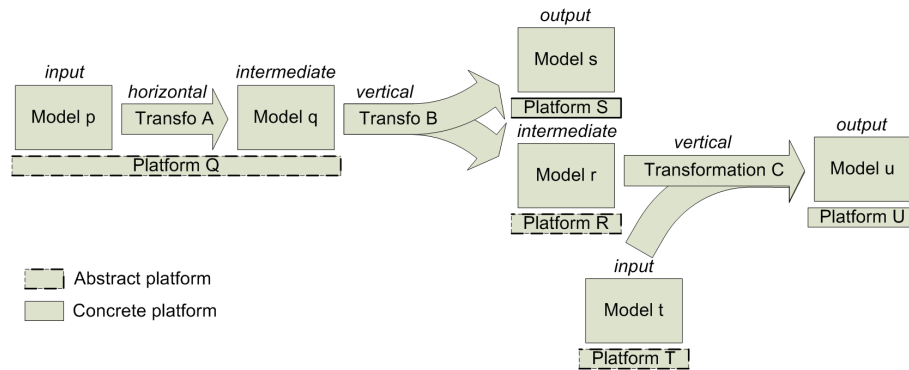 input
Model p
horizontal
Transfo A
intermediate
Model q
Platform Q
vertical
Transfo B
output
Model s
Platform S
intermediate
Model r
Platform R
vertical
Transformation C
output
Model u
Platform U
input
Model t
Platform T
Abstract platform
Concrete platform